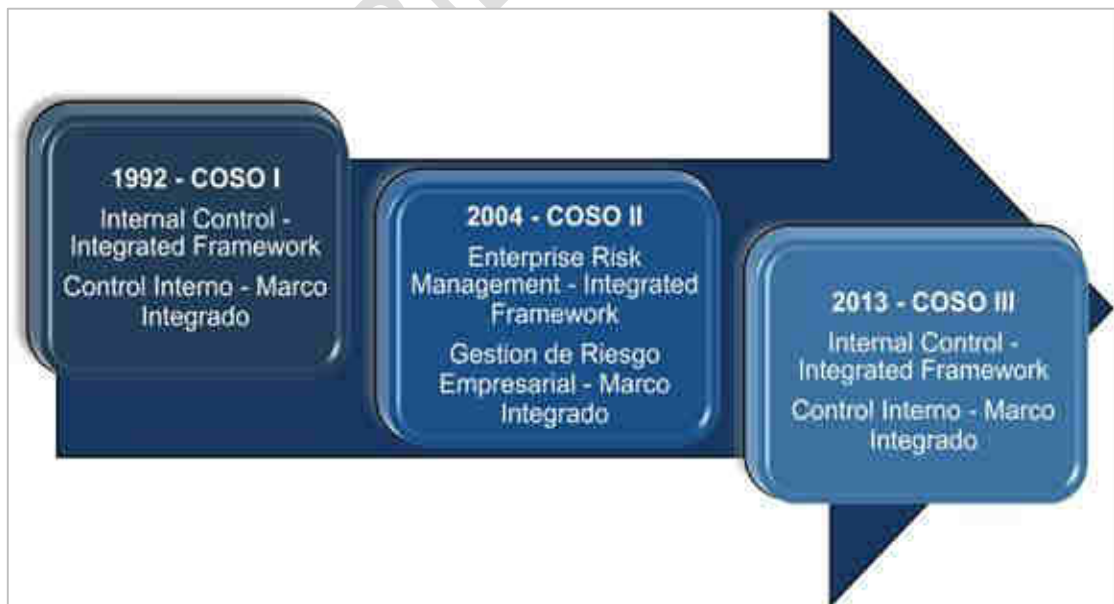 1992 - COSO I
Internal Control -
Integrated Framework
Control Interno - Marco
Integrado
2004 - COSO II
Enterprise Risk
Management - Integrated
Framework
Gestion de Riesgo
Empresarial - Marco
Integrado
2013 - COSO III
Internal Control -
Integrated Framework
Control Interno - Marco
Integrado